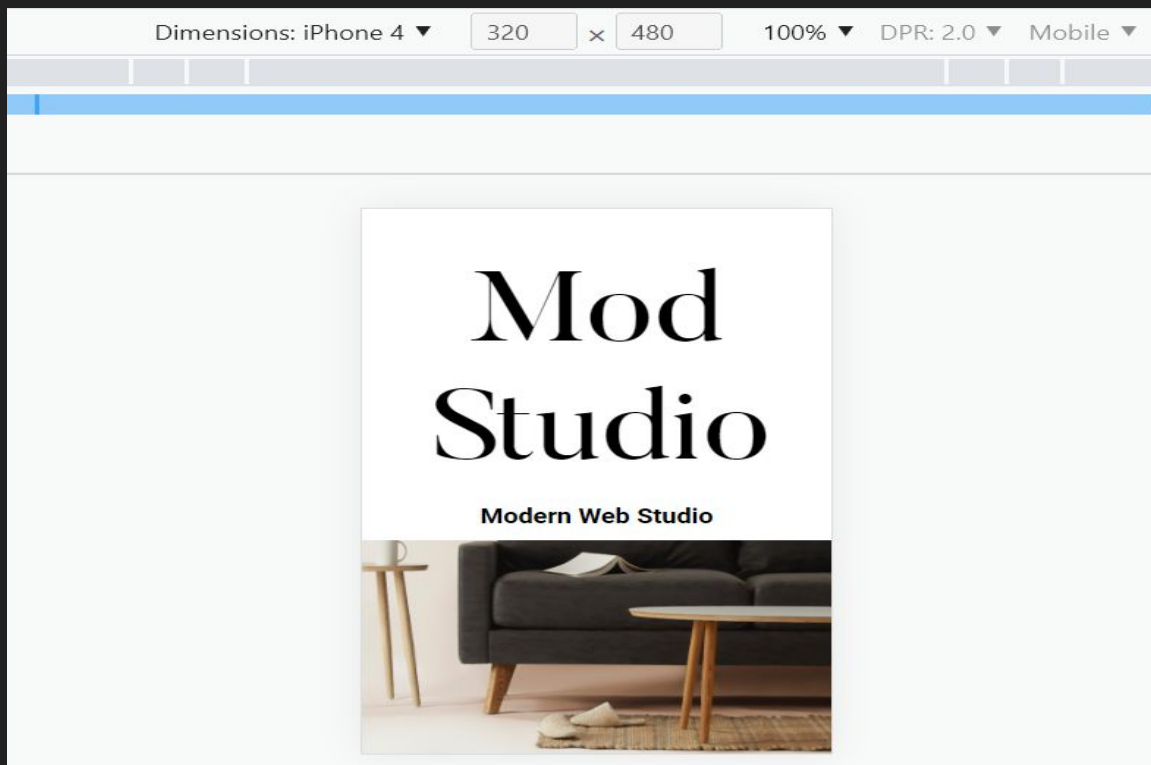 Dimensions: iPhone 4 ▼ 320 × 480 100% ▼ DPR: 2.0 ▼ Mobile ▼
Mod
Studio
Modern Web Studio